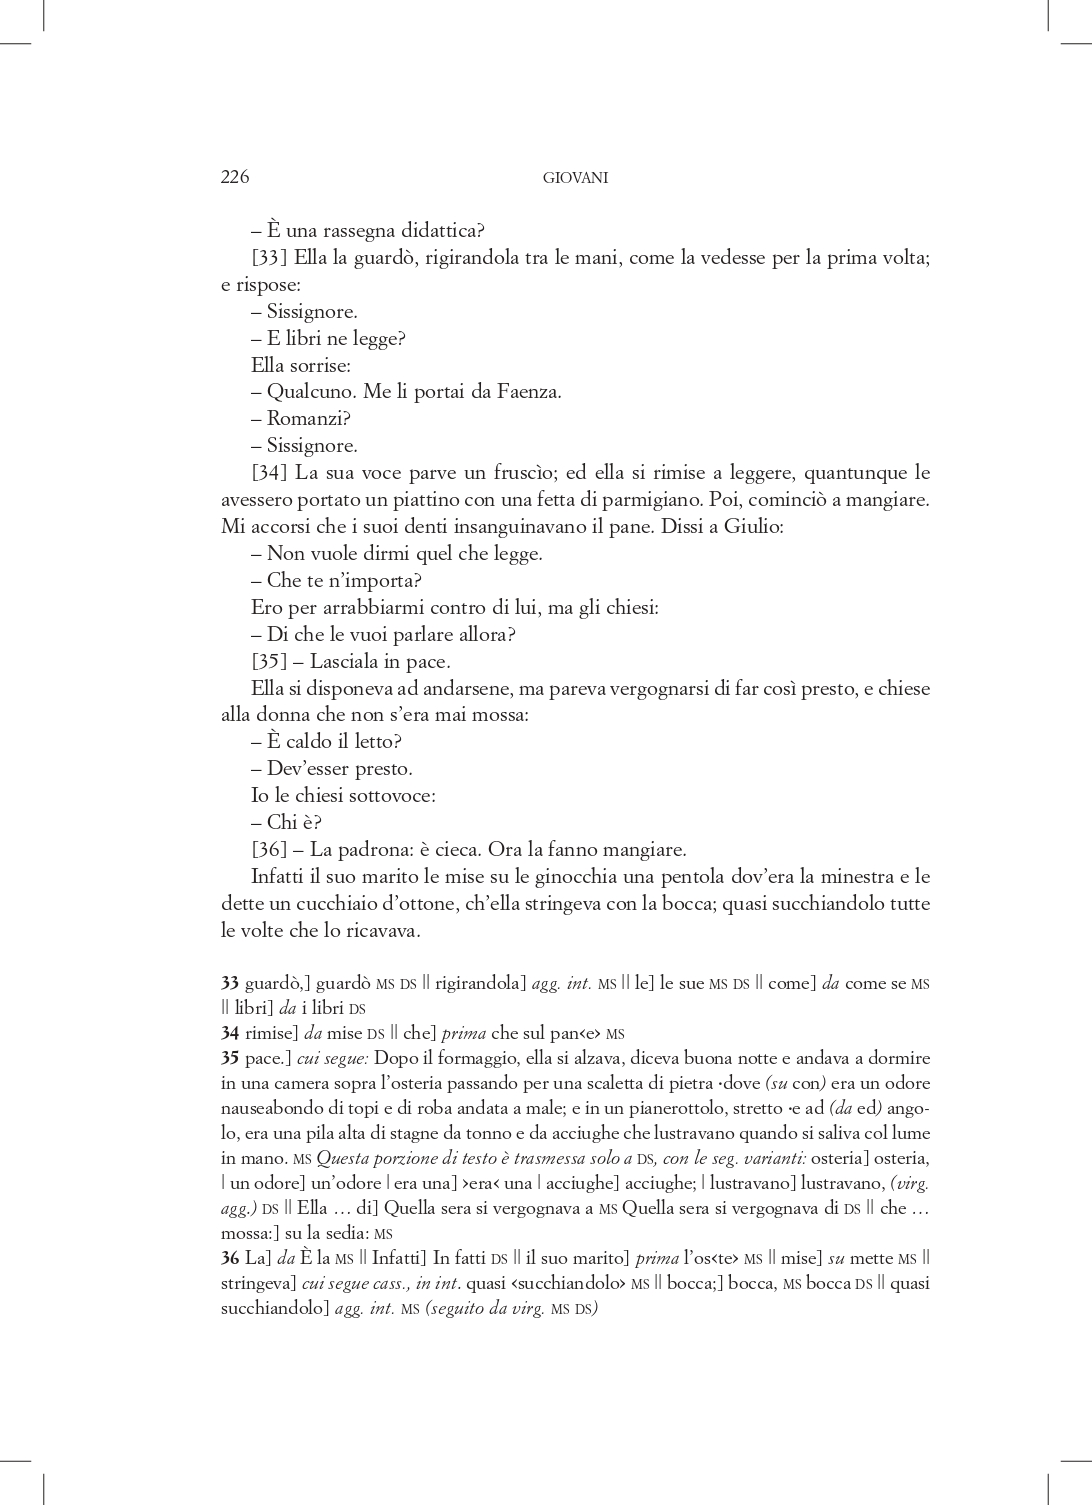 226
GIOVANI
– È una rassegna didattica?
[33] Ella la guardò, rigirandola tra le mani, come la vedesse per la prima volta;
e rispose:
– Sissignore.
– E libri ne legge?
Ella sorrise:
– Qualcuno. Me li portai da Faenza.
– Romanzi?
– Sissignore.
[34] La sua voce parve un fruscìo; ed ella si rimise a leggere, quantunque le
avessero portato un piattino con una fetta di parmigiano. Poi, cominciò a mangiare.
Mi accorsi che i suoi denti insanguinavano il pane. Dissi a Giulio:
– Non vuole dirmi quel che legge.
– Che te n’importa?
Ero per arrabbiarmi contro di lui, ma gli chiesi:
– Di che le vuoi parlare allora?
[35] – Lasciala in pace.
Ella si disponeva ad andarsene, ma pareva vergognarsi di far così presto, e chiese
alla donna che non s’era mai mossa:
– È caldo il letto?
– Dev’esser presto.
Io le chiesi sottovoce:
– Chi è?
[36] – La padrona: è cieca. Ora la fanno mangiare.
Infatti il suo marito le mise su le ginocchia una pentola dov’era la minestra e le
dette un cucchiaio d’ottone, ch’ella stringeva con la bocca; quasi succhiandolo tutte
le volte che lo ricavava.
33 guardò,] guardò MS DS || rigirandola] agg. int. MS || le] le sue MS DS || come] da come se MS
|| libri] da i libri DS
34 rimise] da mise DS || che] prima che sul pan‹e› MS
35 pace.] cui segue: Dopo il formaggio, ella si alzava, diceva buona notte e andava a dormire
in una camera sopra l’osteria passando per una scaletta di pietra ·dove (su con) era un odore
nauseabondo di topi e di roba andata a male; e in un pianerottolo, stretto ·e ad (da ed) ango-
lo, era una pila alta di stagne da tonno e da acciughe che lustravano quando si saliva col lume
in mano. MS Questa porzione di testo è trasmessa solo a DS, con le seg. varianti: osteria] osteria,
| un odore] un’odore | era una] ›era‹ una | acciughe] acciughe; | lustravano] lustravano, (virg.
agg.) DS || Ella … di] Quella sera si vergognava a MS Quella sera si vergognava di DS || che …
mossa:] su la sedia: MS
36 La] da È la MS || Infatti] In fatti DS || il suo marito] prima l’os‹te› MS || mise] su mette MS ||
stringeva] cui segue cass., in int. quasi ‹succhiandolo› MS || bocca;] bocca, MS bocca DS || quasi
succhiandolo] agg. int. MS (seguito da virg. MS DS)